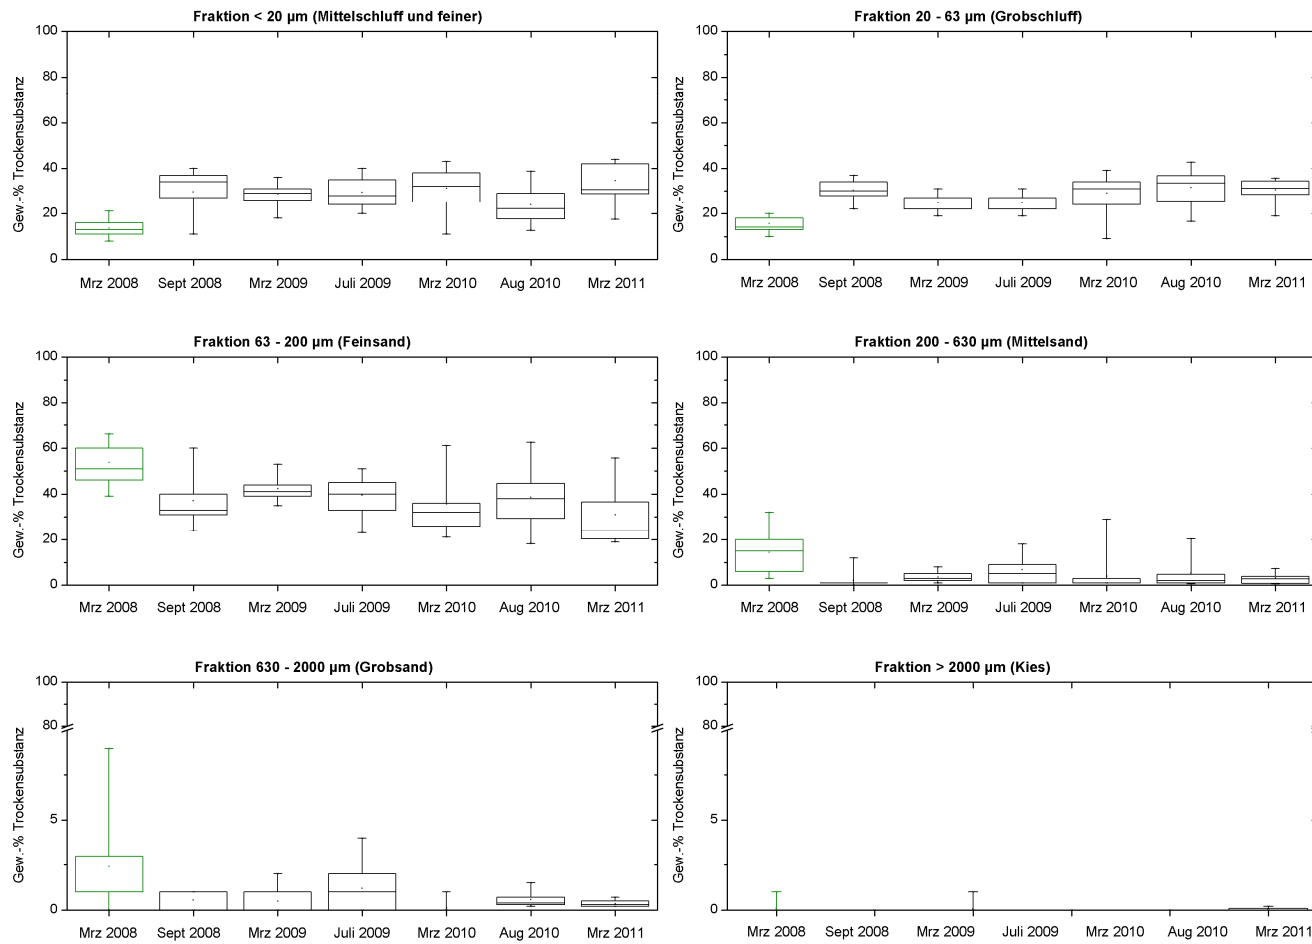 Fraktion < 20 µm (Mittelschluff und feiner)
Gew.-% Trockensubstanz
100
80
60
40
20
0
Mrz 2008 Sept 2008 Mrz 2009 Juli 2009 Mrz 2010 Aug 2010 Mrz 2011
Fraktion 20 - 63 µm (Grobschluff)
Gew.-% Trockensubstanz
100
80
60
40
20
0
Mrz 2008 Sept 2008 Mrz 2009 Juli 2009 Mrz 2010 Aug 2010 Mrz 2011
Fraktion 63 - 200 µm (Feinsand)
Gew.-% Trockensubstanz
100
80
60
40
20
0
Mrz 2008 Sept 2008 Mrz 2009 Juli 2009 Mrz 2010 Aug 2010 Mrz 2011
Fraktion 200 - 630 µm (Mittelsand)
Gew.-% Trockensubstanz
100
80
60
40
20
0
Mrz 2008 Sept 2008 Mrz 2009 Juli 2009 Mrz 2010 Aug 2010 Mrz 2011
Fraktion 630 - 2000 µm (Grobsand)
Gew.-% Trockensubstanz
100
80
5
0
Mrz 2008 Sept 2008 Mrz 2009 Juli 2009 Mrz 2010 Aug 2010 Mrz 2011
Fraktion > 2000 µm (Kies)
Gew.-% Trockensubstanz
100
80
5
0
Mrz 2008 Sept 2008 Mrz 2009 Mrz 2010 Aug 2010 Mrz 2011